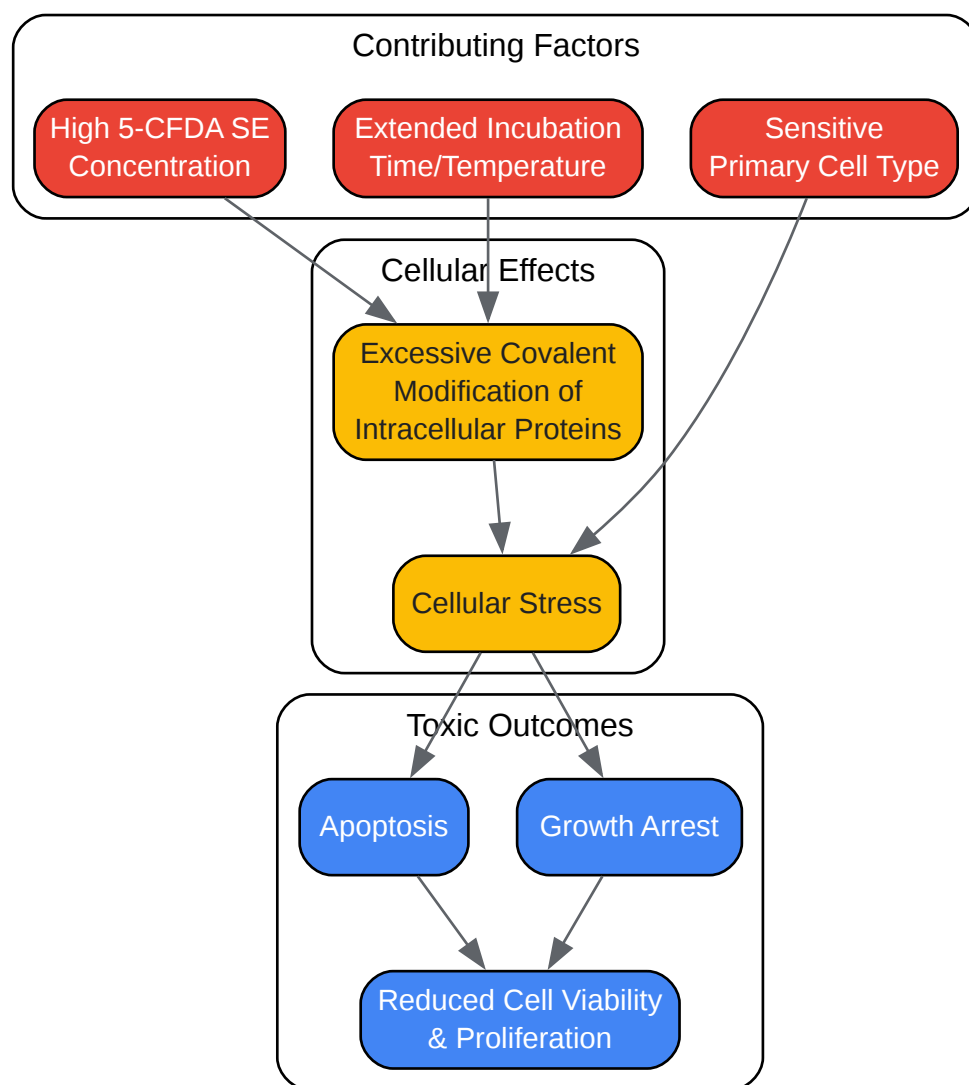 Contributing Factors
High 5-CFDA SE
Concentration
Extended Incubation
Time/Temperature
Sensitive
Primary Cell Type
Cellular Effects
Excessive Covalent
Modification of
Intracellular Proteins
Cellular Stress
Toxic Outcomes
Apoptosis
Growth Arrest
Reduced Cell Viability
& Proliferation